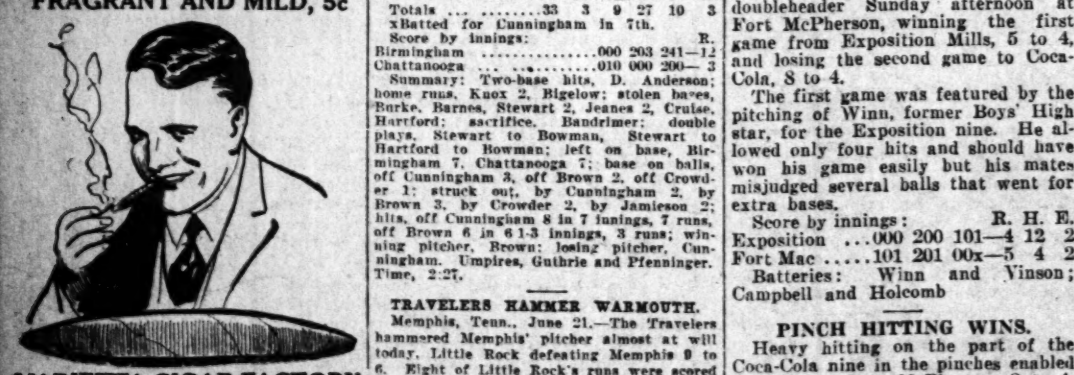 FRAGRANT AND MILD, 5c
MARIETTA CIGAR FACTORY
Totals ... ........33 3 9 27 10 3
xBatted for Cunningham in 7th.
Score by innings: R.
Birmingham ...............000 203 241—12
Chattanooga ... .. ........010 000 200— 3
Summary: Two-base hits, D. Anderson;
home runs, Knox 2, Bigelow; stolen bases,
Burke, Barnes, Stewart 2, Jeanes 2, Cruise,
Hartford; sacrifice, Bandrimer; double
plays, Stewart to Bowman, Stewart to
Hartford to Bowman; left on base, Bir-
mingham 7, Chattanooga 7; base on balls,
off Cunningham 3, off Brown 2, off Crowd-
er 1; struck out, by Cunningham 2, by
Brown 3, by Crowder 2, by Jamieson 2;
hits, off Cunningham 8 in 7 innings, 7 runs,
off Brown 6 in 6 1-3 innings, 3 runs; win-
ning pitcher, Brown; losing pitcher, Cun-
ningham. Umpires, Guthrie and Pfenninger.
Time, 2:27.
TRAVELERS HAMMER WARMOUTH.
Memphis, Tenn., June 21.—The Travelers
hammered Memphis' pitcher almost at will
today, Little Rock defeating Memphis 9 to
6. Eight of Little Rock's runs were scored
doubleheader Sunday afternoon at
Fort McPherson, winning the first
game from Exposition Mills, 5 to 4,
and losing the second game to Coca-
Cola, 8 to 4.
The first game was featured by the
pitching of Winn, former Boys' High
star, for the Exposition nine. He al-
lowed only four hits and should have
won his game easily but his mates
misjudged several balls that went for
extra bases.
Score by innings: R. H. E.
Exposition ...000 200 101—4 12 2
Fort Mac .....101 201 00x—5 4 2
Batteries: Winn and Vinson;
Campbell and Holcomb
PINCH HITTING WINS.
Heavy hitting on the part of the
Coca-Cola nine in the pinches enabled